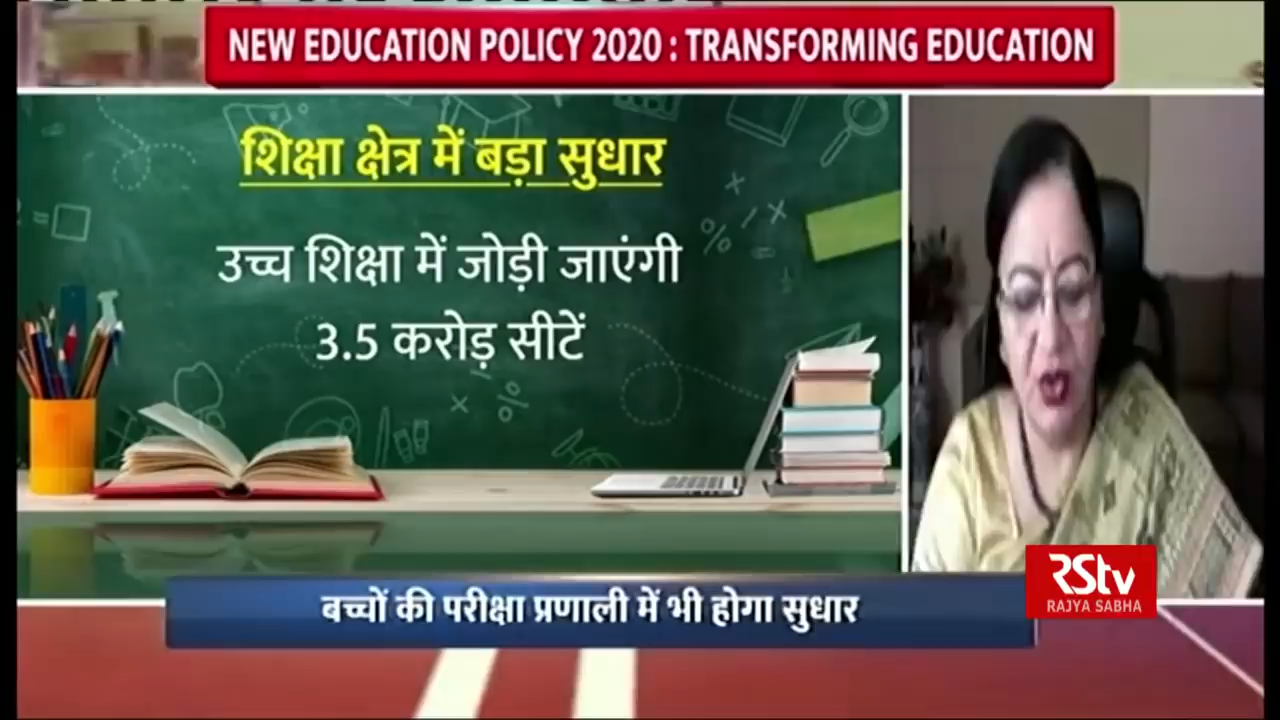 NEW EDUCATION POLICY 2020 : TRANSFORMING EDUCATION
शिक्षा क्षेत्र में बड़ा सुधार
उच्च शिक्षा में जोड़ी जाएंगी
3.5 करोड़ सीटें
बच्चों की परीक्षा प्रणाली में भी होगा सुधार
RStv
RAJYA SABHA